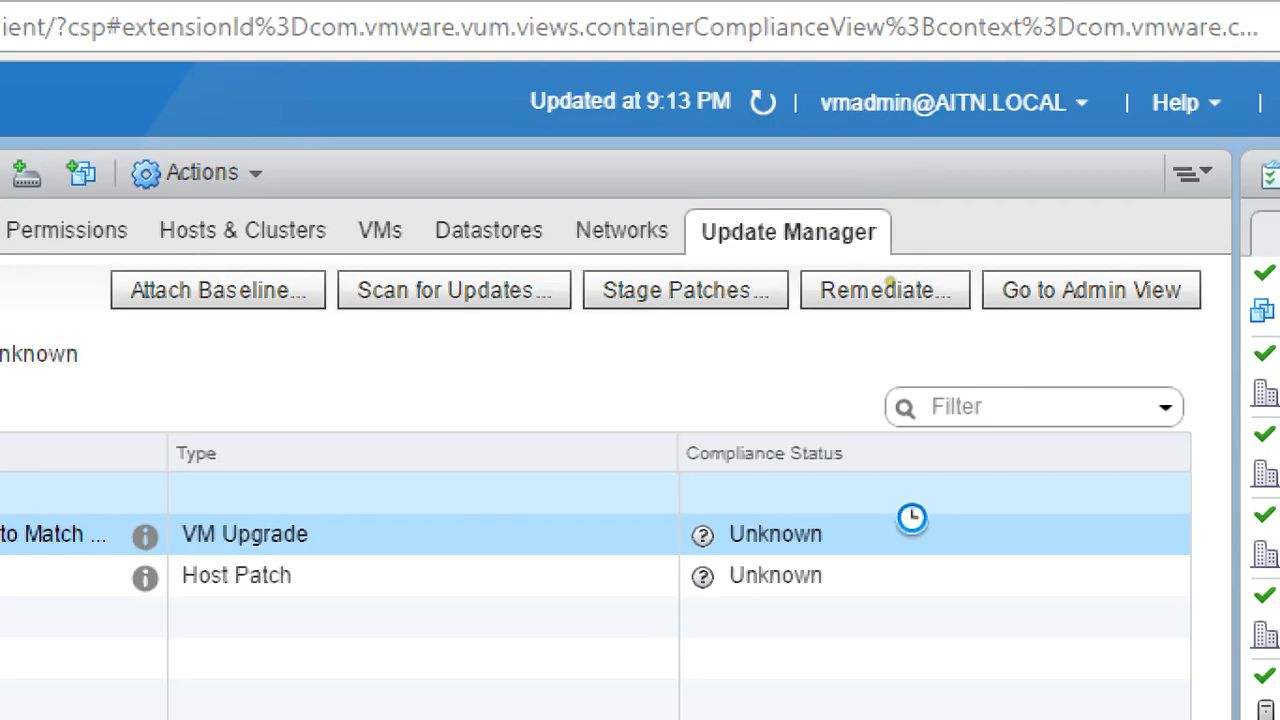 ient/?csp#extensionId%3Dcom.vmware.vum.views.containerComplianceView%3Bcontext%3Dcom.vmware.c...
Updated at 9:13 PM | vmadmin@AITN.LOCAL | Help |
Actions
Permissions Hosts & Clusters VMs Datastores Networks Update Manager
Attach Baseline... Scan for Updates... Stage Patches... Remediate... Go to Admin View
nknown
Filter
Type Compliance Status
to Match ... VM Upgrade Unknown
Host Patch Unknown